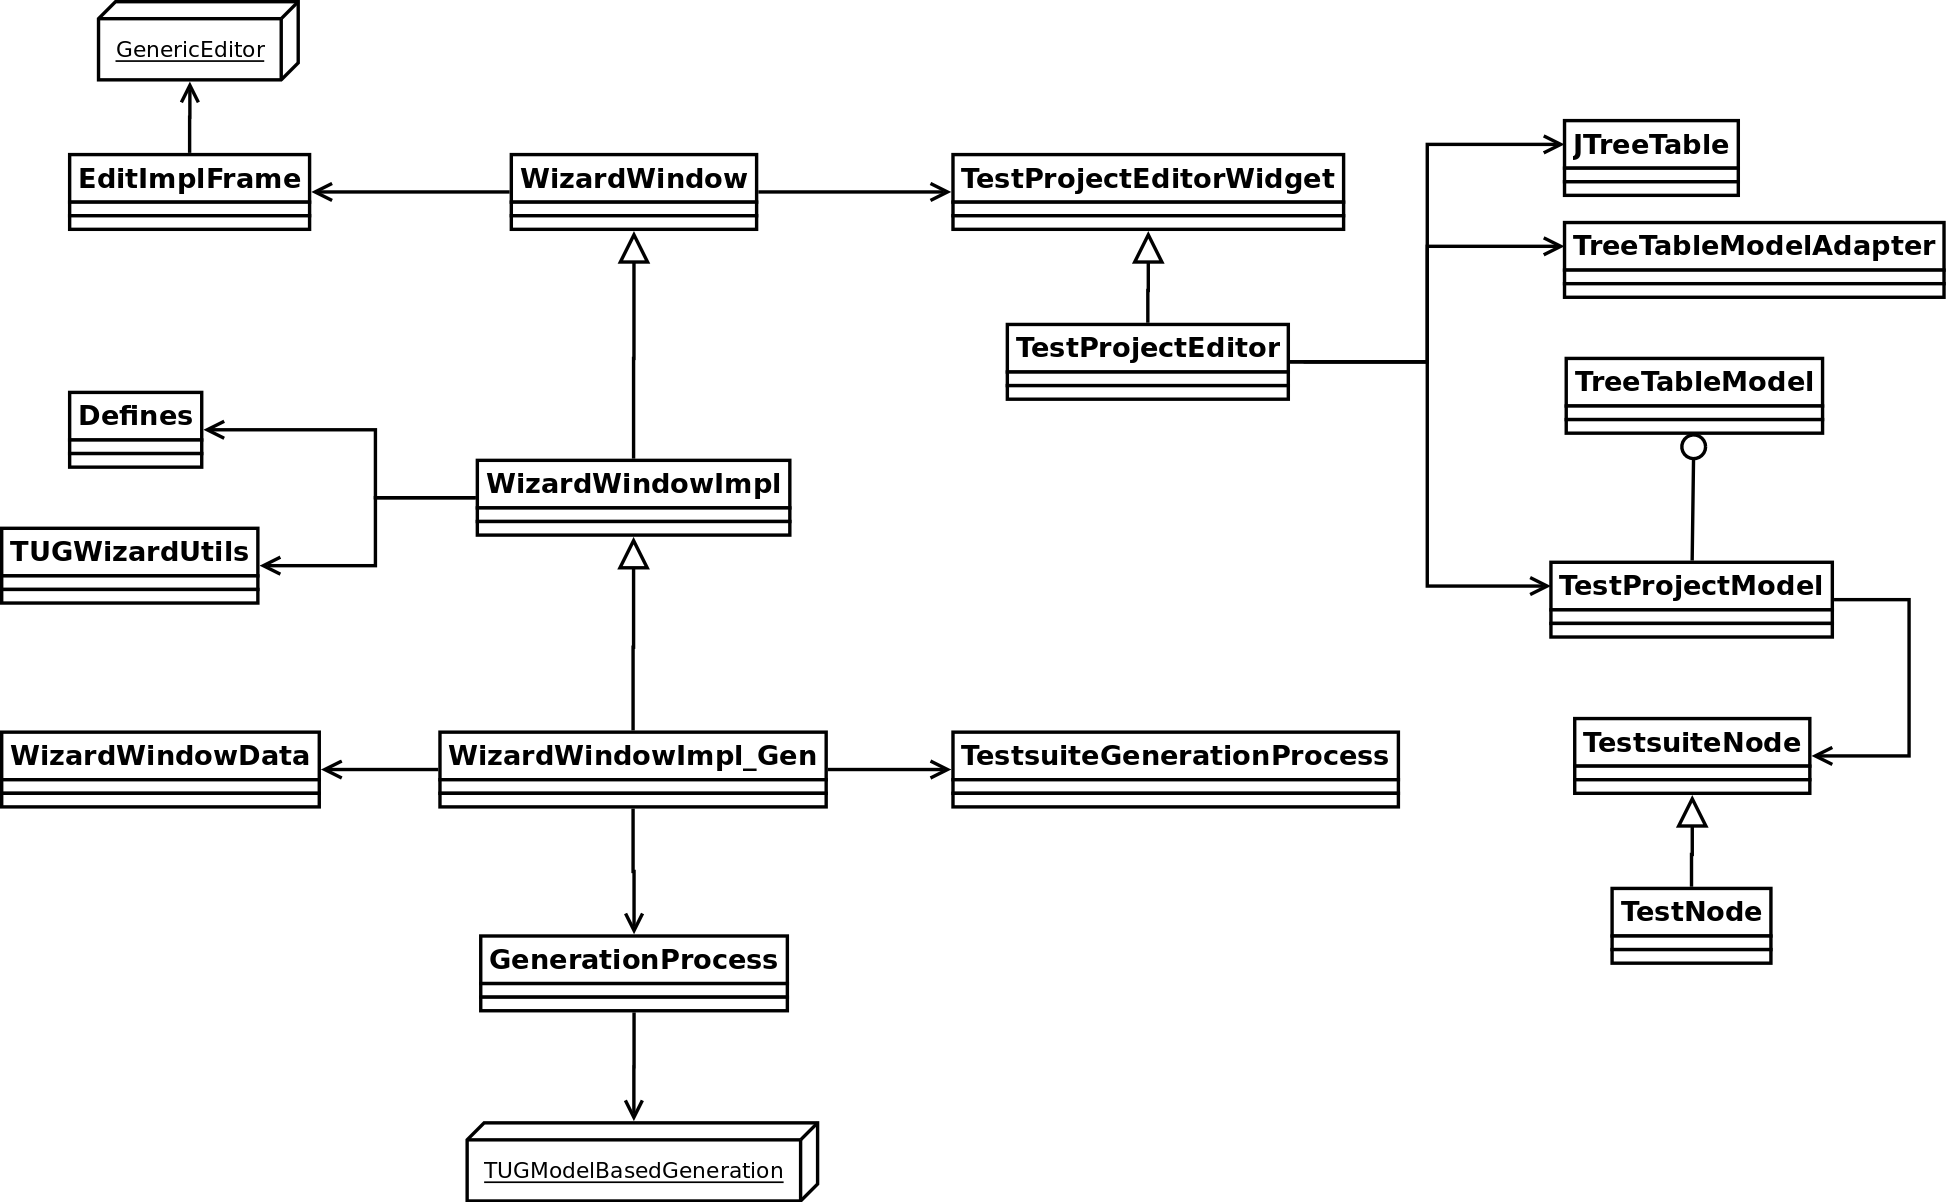 GenericEditor
JTreeTable
EditImplFrame
WizardWindow
TestProjectEditorWidget
TreeTableModelAdapter
TestProjectEditor
TreeTableModel
Defines
WizardWindowImpl
TUGWizardUtils
TestProjectModel
TestsuiteNode
WizardWindowData
WizardWindowImpl_Gen
TestsuiteGenerationProcess
TestNode
GenerationProcess
TUGModelBasedGeneration